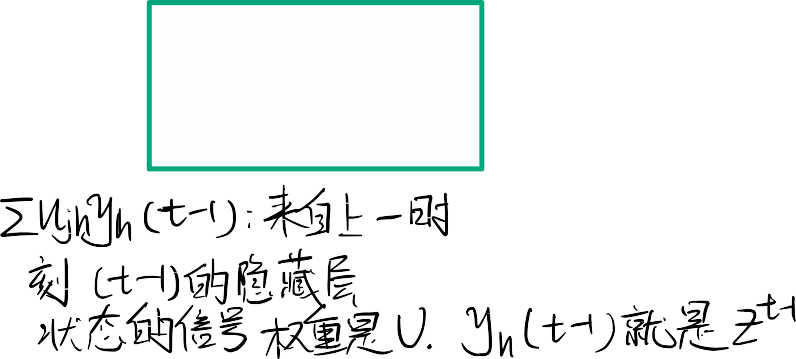 ∑Ujhyh(t-1):来自上一时
刻(t-1)的隐藏层
状态的信号 权重是U. yh(t-1)就是z^t-1